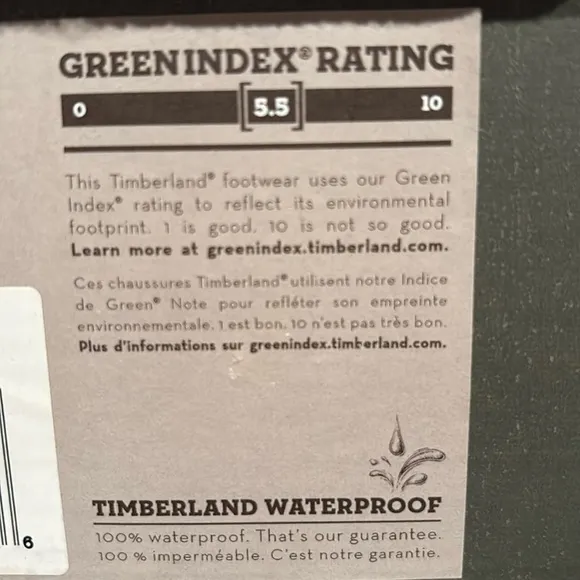 GREEN INDEX® RATING
0 [5.5] 10
This Timberland® footwear uses our Green
Index® rating to reflect its environmental
footprint. 1 is good. 10 is not so good.
Learn more at greenindex.timberland.com.
Ces chaussures Timberland® utilisent notre Indice
de Green® Note pour refléter son empreinte
environnementale. 1 est bon. 10 n'est pas très bon.
Plus d'informations sur greenindex.timberland.com.
6
TIMBERLAND WATERPROOF
100% waterproof. That's our guarantee.
100 % imperméable. C'est notre garantie.